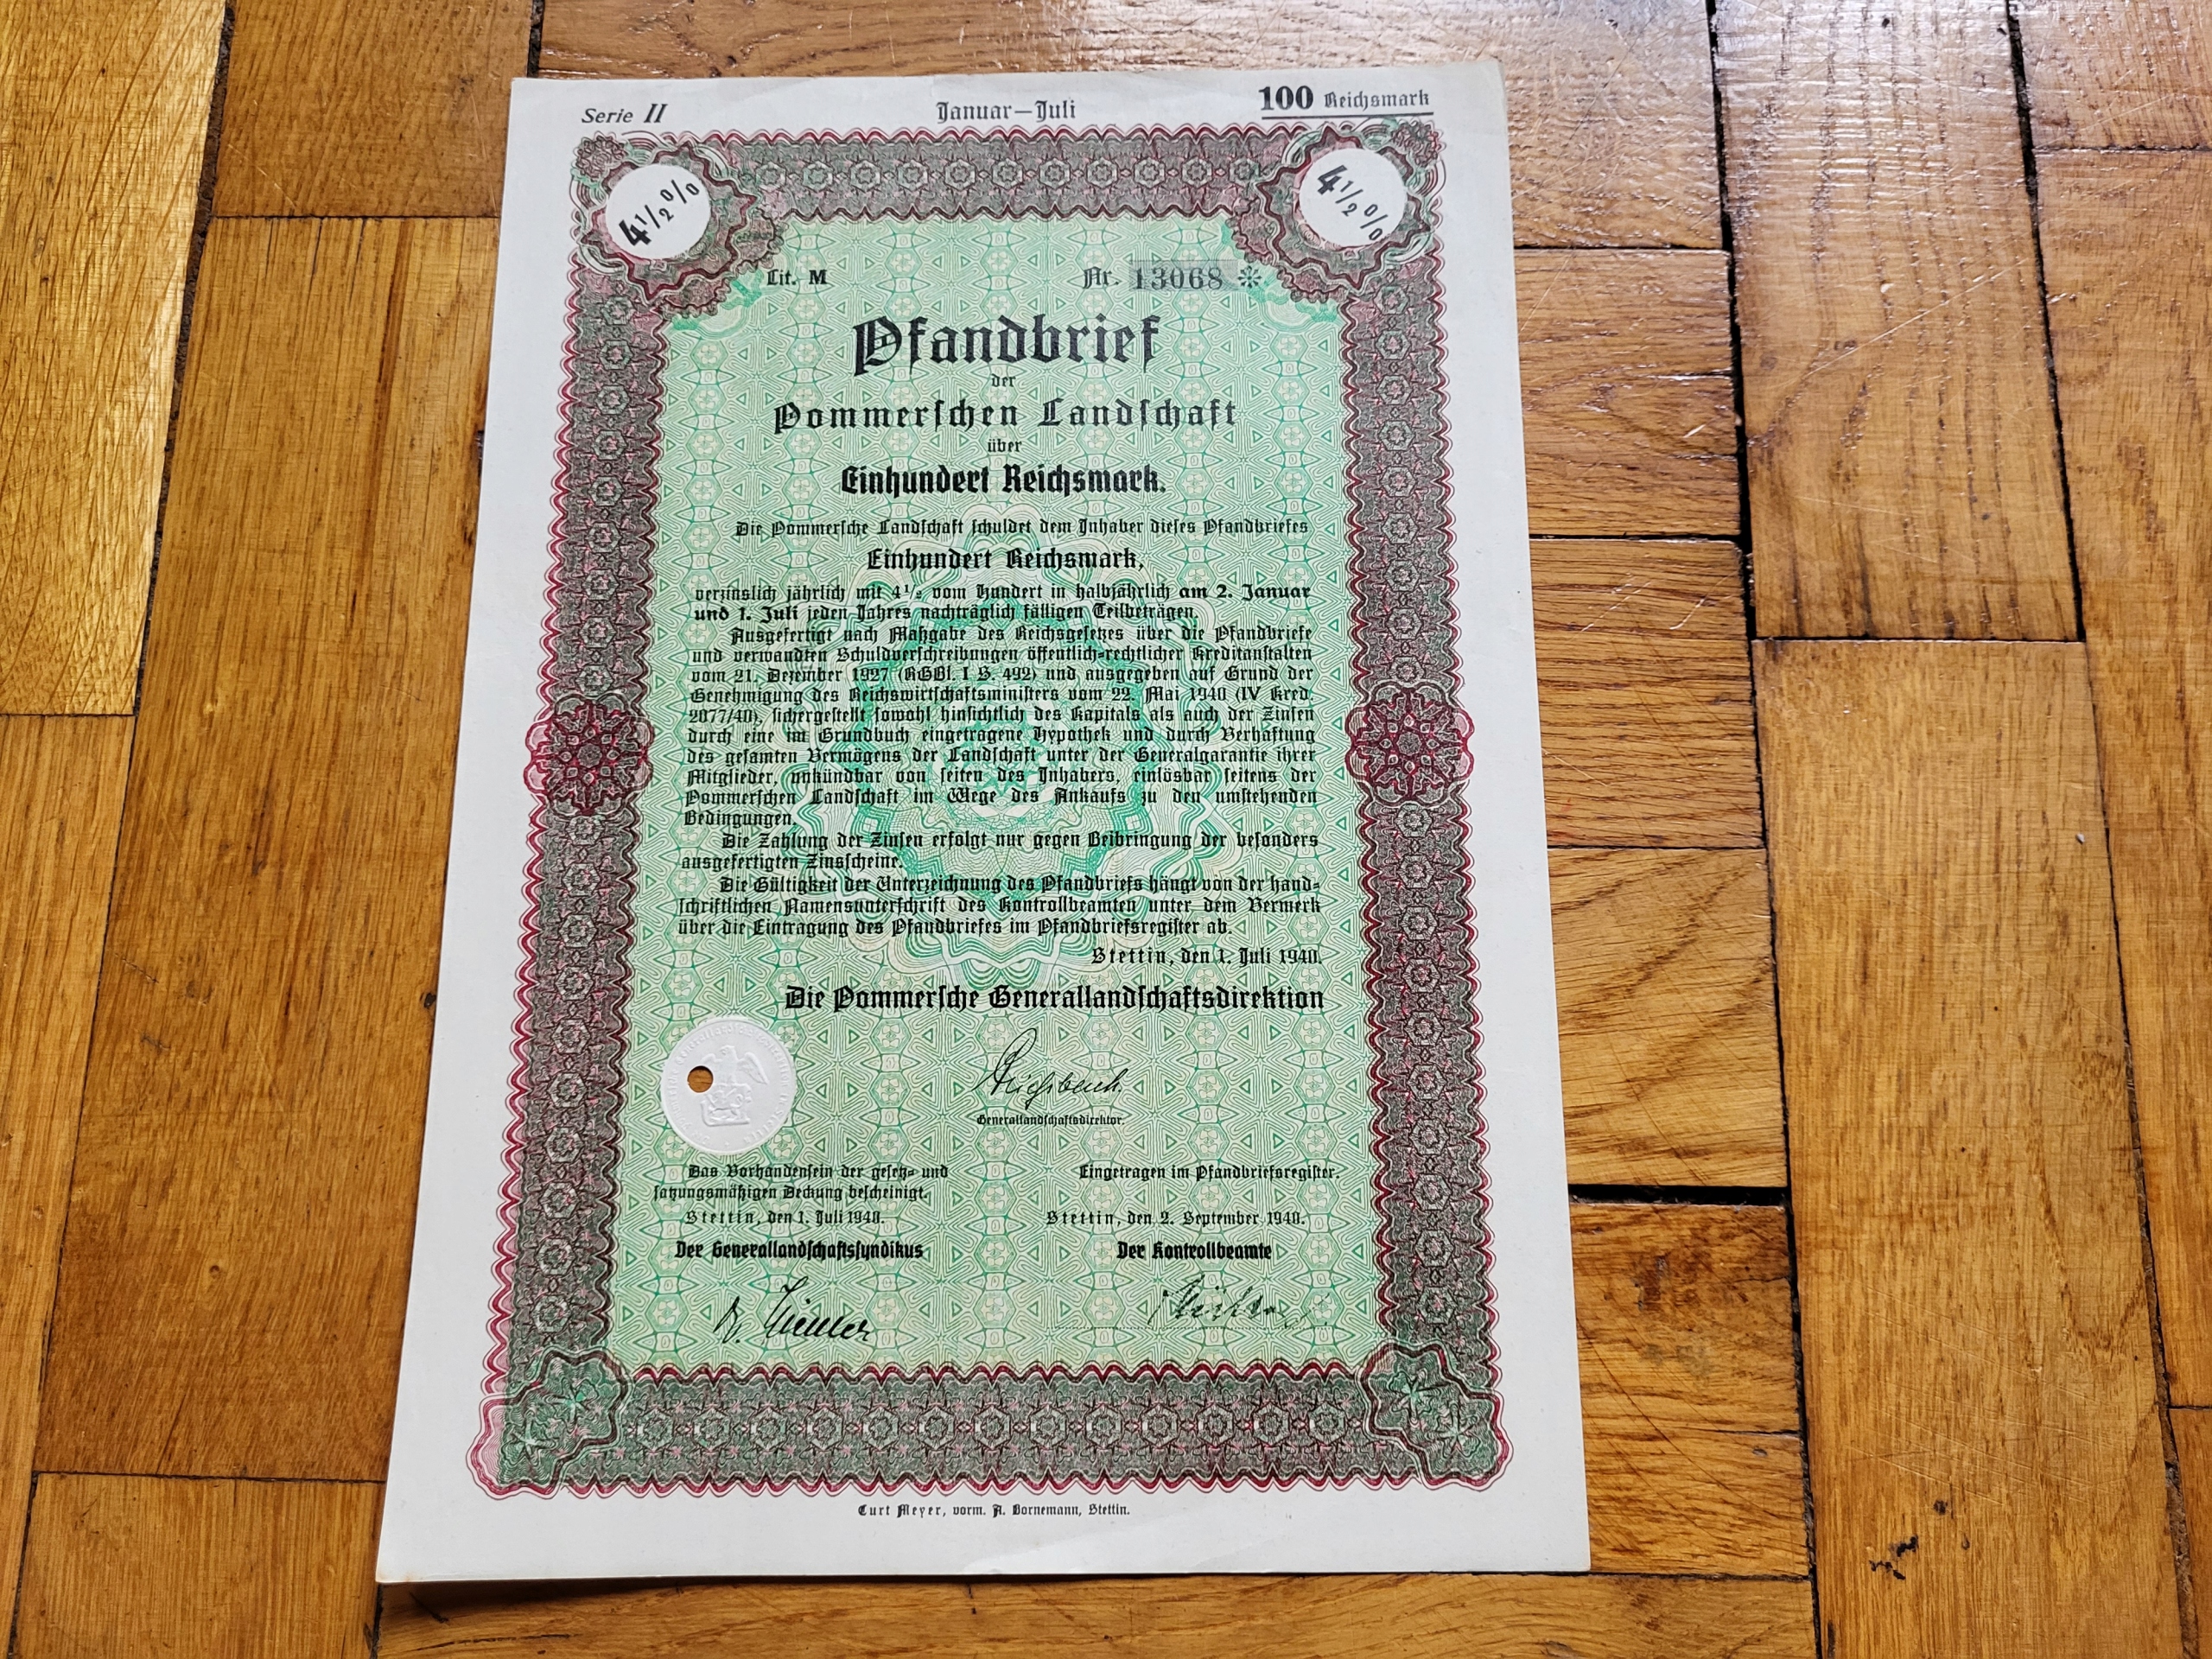 Serie II
Januar—Juli
100 Reichsmark
4½%
4½%
Lit. M
Nr. 13068 *
Pfandbrief
der
Pommerschen Landschaft
über
Einhundert Reichsmark.
Die Pommersche Landschaft schuldet dem Inhaber dieses Pfandbriefes
Einhundert Reichsmark,
verzinslich jährlich mit 4½ vom Hundert in halbjährlich am 2. Januar
und 1. Juli jeden Jahres nachträglich fälligen Teilbeträgen.
Ausgefertigt nach Maßgabe des Reichsgesetzes über die Pfandbriefe
und verwandten Schuldverschreibungen öffentlich-rechtlicher Kreditanstalten
vom 21. Dezember 1927 (RGBl. I S. 492) und ausgegeben auf Grund der
Genehmigung des Reichswirtschaftsministers vom 22. Mai 1940 (IV Kred.
2077/40), sichergestellt sowohl hinsichtlich des Kapitals als auch der Zinsen
durch eine im Grundbuch eingetragene Hypothek und durch Verhaftung
des gesamten Vermögens der Landschaft unter der Generalgarantie ihrer
Mitglieder, unkündbar von seiten des Inhabers, einlösbar seitens der
Pommerschen Landschaft im Wege des Ankaufs zu den umstehenden
Bedingungen.
Die Zahlung der Zinsen erfolgt nur gegen Beibringung der besonders
ausgefertigten Zinsscheine.
Die Gültigkeit der Unterzeichnung des Pfandbriefs hängt von der hand-
schriftlichen Namensunterschrift des Kontrollbeamten unter dem Vermerk
über die Eintragung des Pfandbriefes im Pfandbriefsregister ab.
Stettin, den 1. Juli 1940.
Die Pommersche Generallandschaftsdirektion
Generallandschaftsdirektor.
Das Vorhandensein der gesetz- und
satzungsmäßigen Deckung bescheinigt.
Stettin, den 1. Juli 1940.
Der Generallandschaftssyndikus
Eingetragen im Pfandbriefsregister.
Stettin, den 2. September 1940.
Der Kontrollbeamte
Curt Meyer, vorm. A. Bornemann, Stettin.